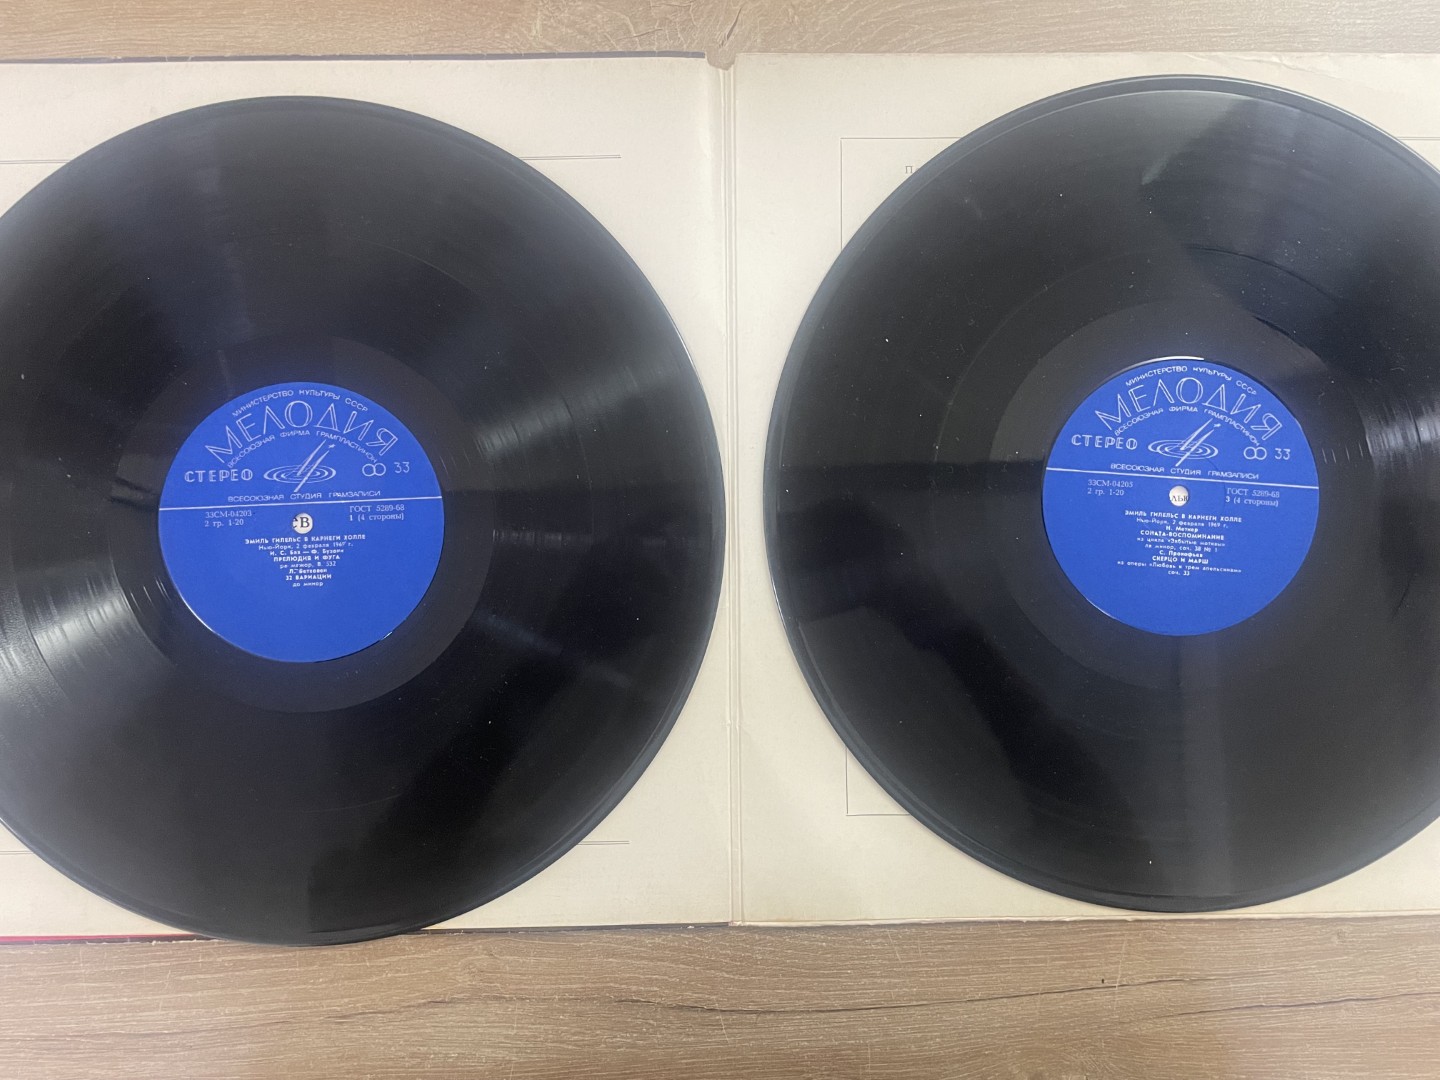 МИНИСТЕРСТВО КУЛЬТУРЫ СССР
МЕЛОДИЯ
ВСЕСОЮЗНАЯ ФИРМА ГРАМПЛАСТИНОК
СТЕРЕО
33
ВСЕСОЮЗНАЯ СТУДИЯ ГРАМЗАПИСИ
33СМ-04203
2 гр. 1-20
ГОСТ 5289-68
1 (4 стороны)
ЭМИЛЬ ГИЛЕЛЬС В КАРНЕГИ ХОЛЛЕ
Нью-Йорк, 2 февраля 1969 г.
И. С. Бах — Ф. Бузони
ПРЕЛЮДИЯ И ФУГА
ре мажор, В. 532
Л. Бетховен
32 ВАРИАЦИИ
до минор
П
МИНИСТЕРСТВО КУЛЬТУРЫ СССР
МЕЛОДИЯ
ВСЕСОЮЗНАЯ ФИРМА ГРАМПЛАСТИНОК
СТЕРЕО
33
ВСЕСОЮЗНАЯ СТУДИЯ ГРАМЗАПИСИ
33СМ-04205
2 гр. 1-20
ГОСТ 5289-68
3 (4 стороны)
ЭМИЛЬ ГИЛЕЛЬС В КАРНЕГИ ХОЛЛЕ
Нью-Йорк, 2 февраля 1969 г.
Н. Метнер
СОНАТА-ВОСПОМИНАНИЕ
из цикла «Забытые мотивы»
ля минор, соч. 38 № 1
С. Прокофьев
СКЕРЦО И МАРШ
из оперы «Любовь к трем апельсинам»
соч. 33